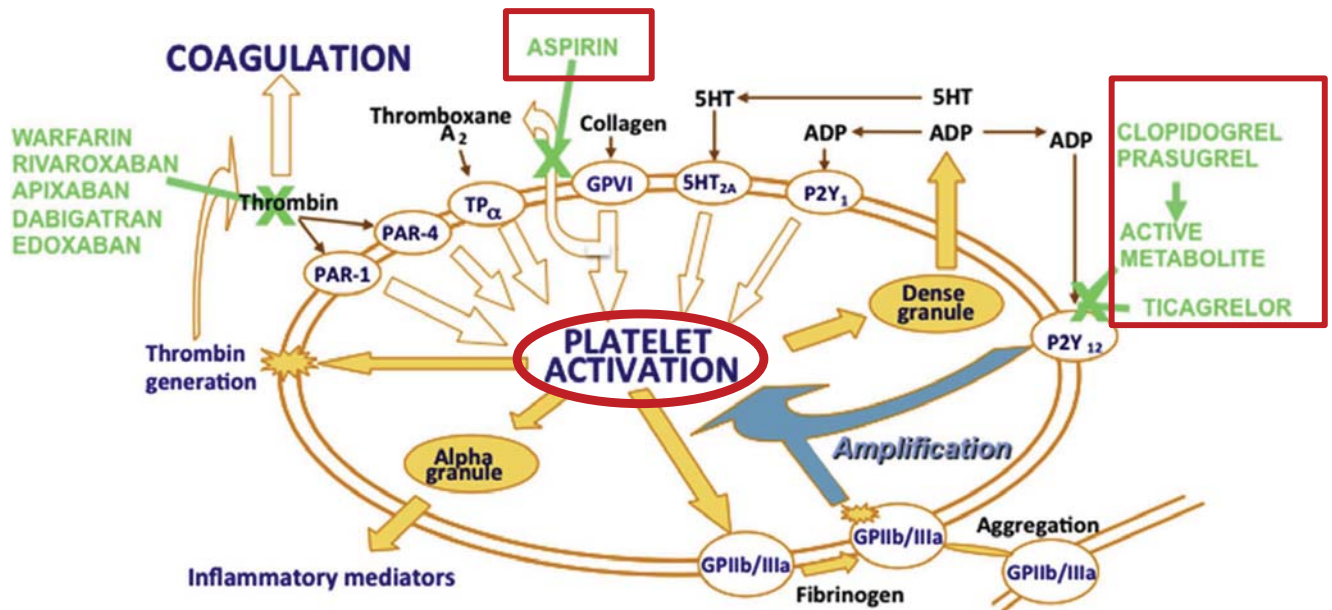 COAGULATION
ASPIRIN
Thromboxane
A2
Collagen
5HT
5HT
ADP
ADP
ADP
CLOPIDOGREL
PRASUGREL
ACTIVE
METABOLITE
TICAGRELOR
WARFARIN
RIVAROXABAN
APIXABAN
DABIGATRAN
EDOXABAN
Thrombin
PAR-1
PAR-4
TPα
GPVI
5HT2A
P2Y1
P2Y 12
Dense
granule
PLATELET
ACTIVATION
Thrombin
generation
Alpha
granule
Amplification
Inflammatory mediators
GPIIb/IIIa
Fibrinogen
GPIIb/IIIa
Aggregation
GPIIb/IIIa